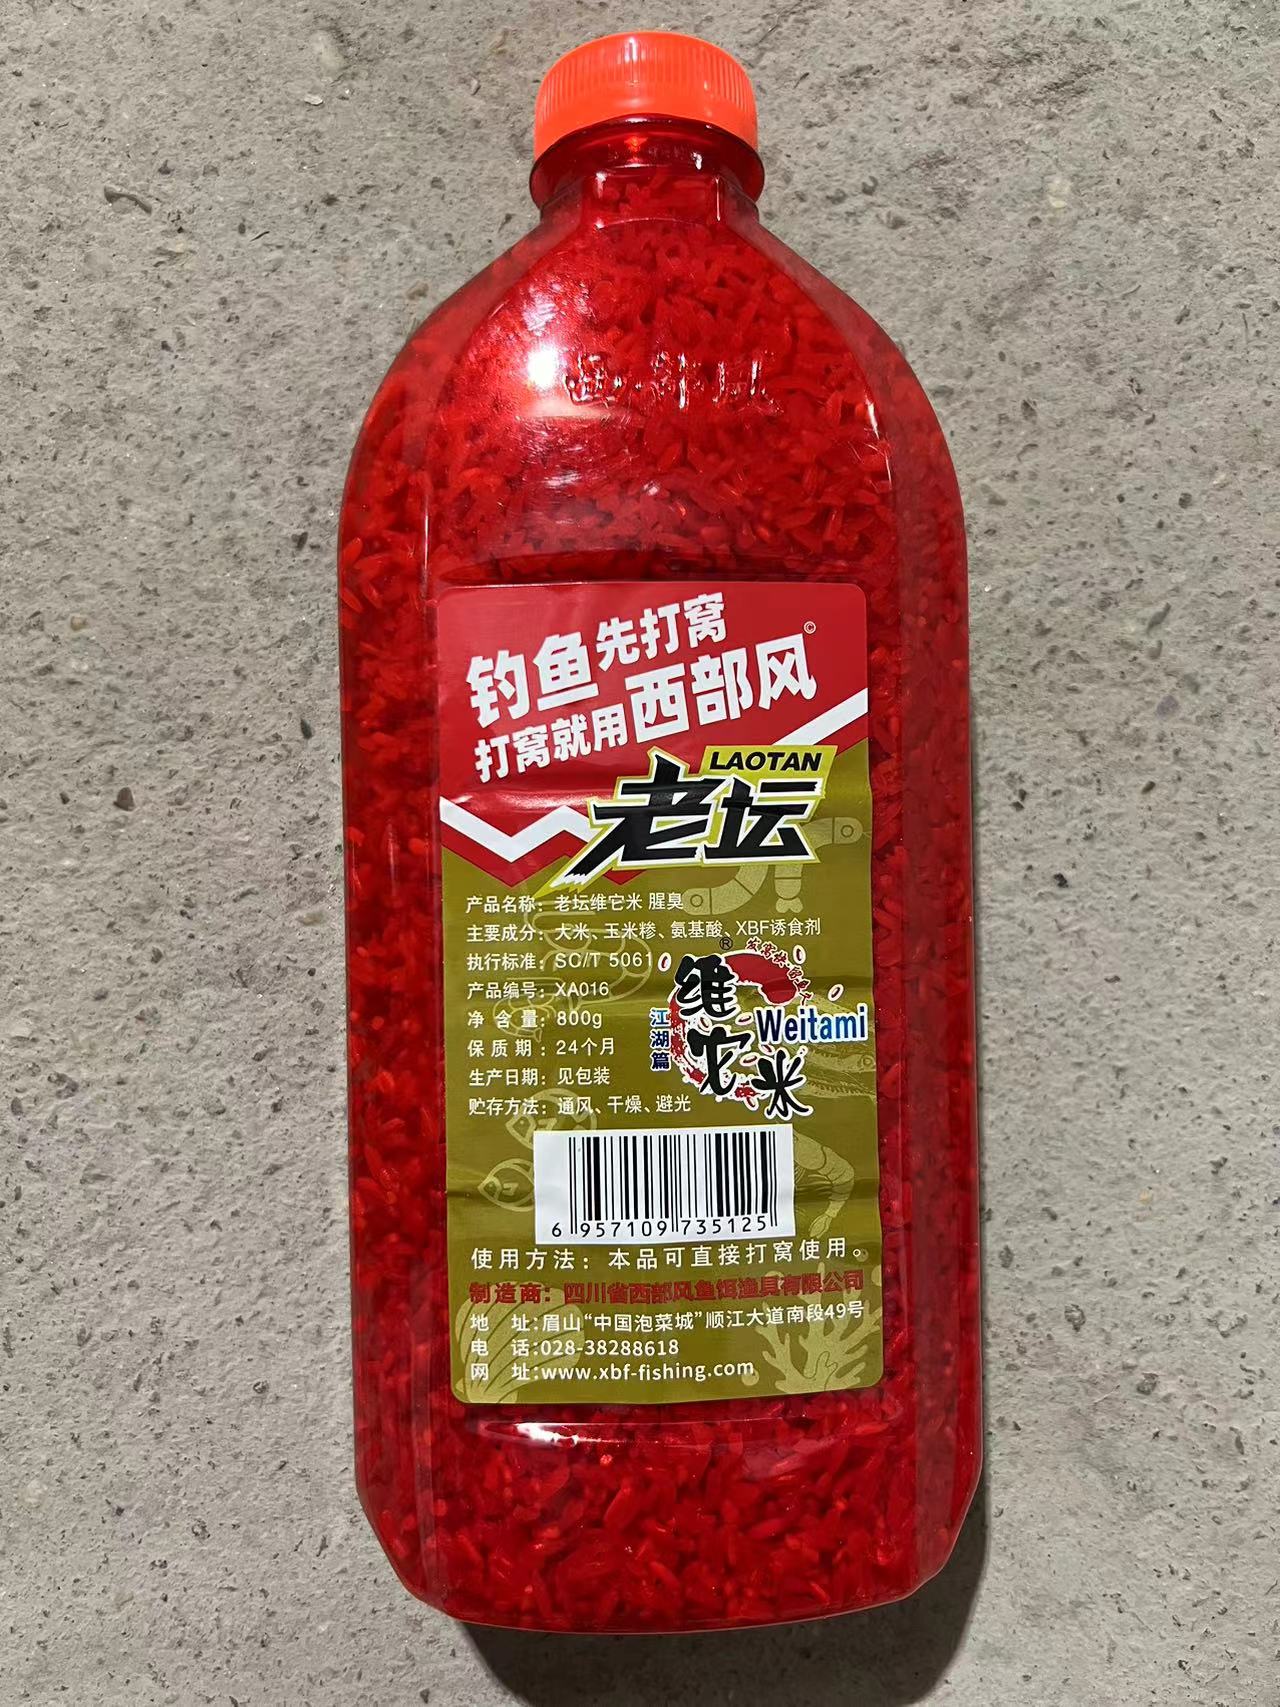 西部风
钓鱼先打窝
打窝就用西部风©
LAOTAN
老坛
产品名称：老坛维它米 腥臭
主要成分：大米、玉米糁、氨基酸、XBF诱食剂
执行标准：SC/T 5061
产品编号：XA016
净 含 量：800g
保 质 期 ：24个月
生产日期：见包装
贮存方法：通风、干燥、避光
®
维它米
Weitami
江湖篇
6 957109 735125
使用方法：本品可直接打窝使用。
制造商：四川省西部风鱼饵渔具有限公司
地 址:眉山“中国泡菜城”顺江大道南段49号
电 话:028-38288618
网 址:www.xbf-fishing.com